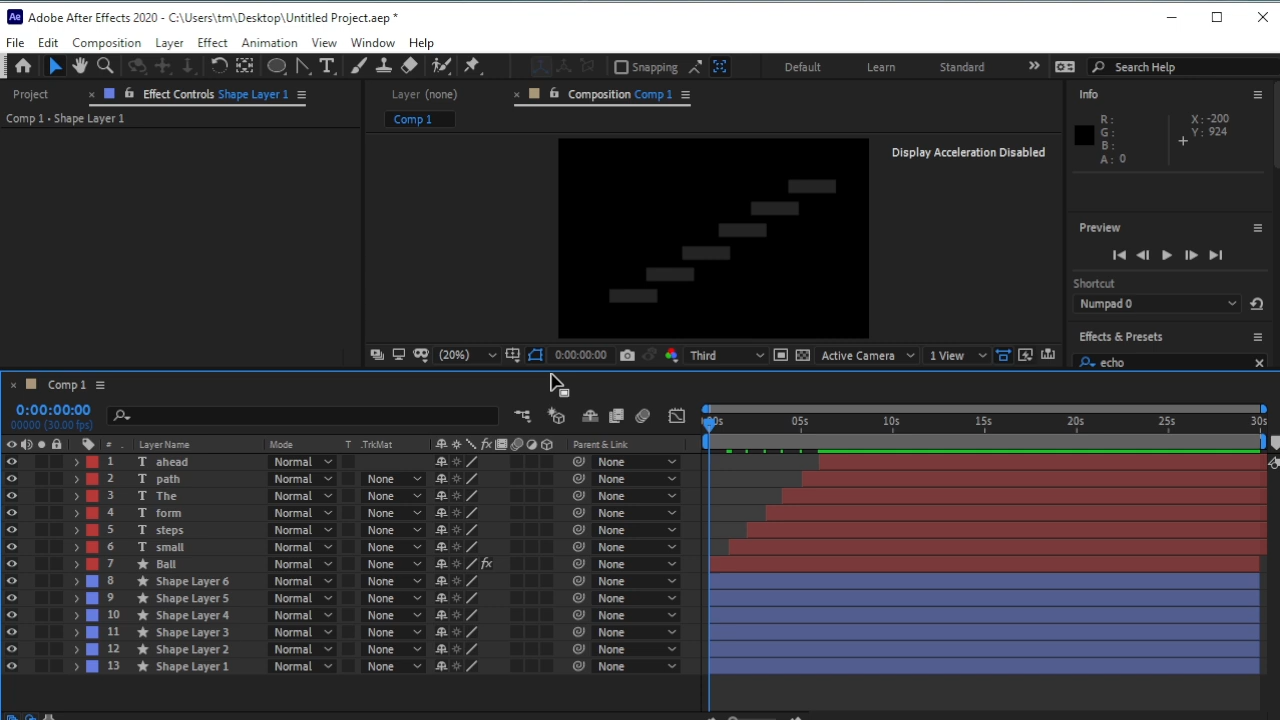 Adobe After Effects 2020 - C:\Users\tm\Desktop\Untitled Project.aep *
File Edit Composition Layer Effect Animation View Window Help
Snapping Default Learn Standard Search Help
Project Effect Controls Shape Layer 1 Layer (none) Composition Comp 1 Info
Comp 1 • Shape Layer 1 Comp 1
R : X : -200
G : Y : 924
B :
A : 0
Display Acceleration Disabled
Preview
Shortcut
Numpad 0
Effects & Presets
(20%) 0:00:00:00 Third Active Camera 1 View echo
Comp 1
0:00:00:00
00000 (30.00 fps)
:00s 05s 10s 15s 20s 25s 30s
# Layer Name Mode T .TrkMat fx Parent & Link
1 T ahead Normal None
2 T path Normal None None
3 T The Normal None None
4 T form Normal None None
5 T steps Normal None None
6 T small Normal None None
7 Ball Normal None fx None
8 Shape Layer 6 Normal None None
9 Shape Layer 5 Normal None None
10 Shape Layer 4 Normal None None
11 Shape Layer 3 Normal None None
12 Shape Layer 2 Normal None None
13 Shape Layer 1 Normal None None